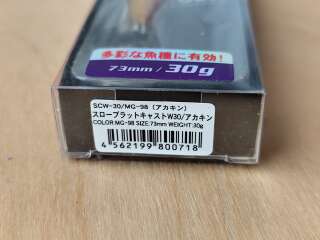 多彩な魚種に有効!
73mm / 30g
SCW-30/MG-98 (アカキン)
スローブラットキャストW30/アカキン
COLOR:MG-98 SIZE:73mm WEIGHT:30g
4 562199 800718